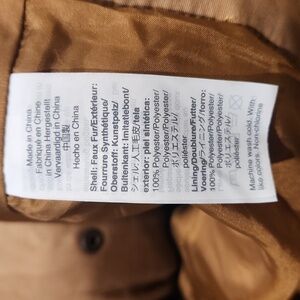 Made in China
Fabriqué en Chine
in China Hergestellt
Vervaardigd in China
中国製
Hecho en China
Shell: Faux Fur/Extérieur:
Fourrure Synthétique/
Oberstoff: Kunstpelz/
Buitenkant: Imitatiebont/
シェル: 人工毛皮/tela
exterior: piel sintética:
100% Polyester/Polyester/
Polyester/Polyester/
ポリエステル/
poliéster
Lining/Doublure/Futter/
Voering/ライニング/forro:
100% Polyester/Polyester/
Polyester/Polyester/
ポリエステル/
poliéster
Machine wash cold. With
like colors. Non-chlorine